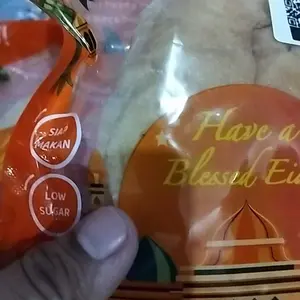 SIAP
MAKAN
LOW
SUGAR
Have a
Blessed Eid